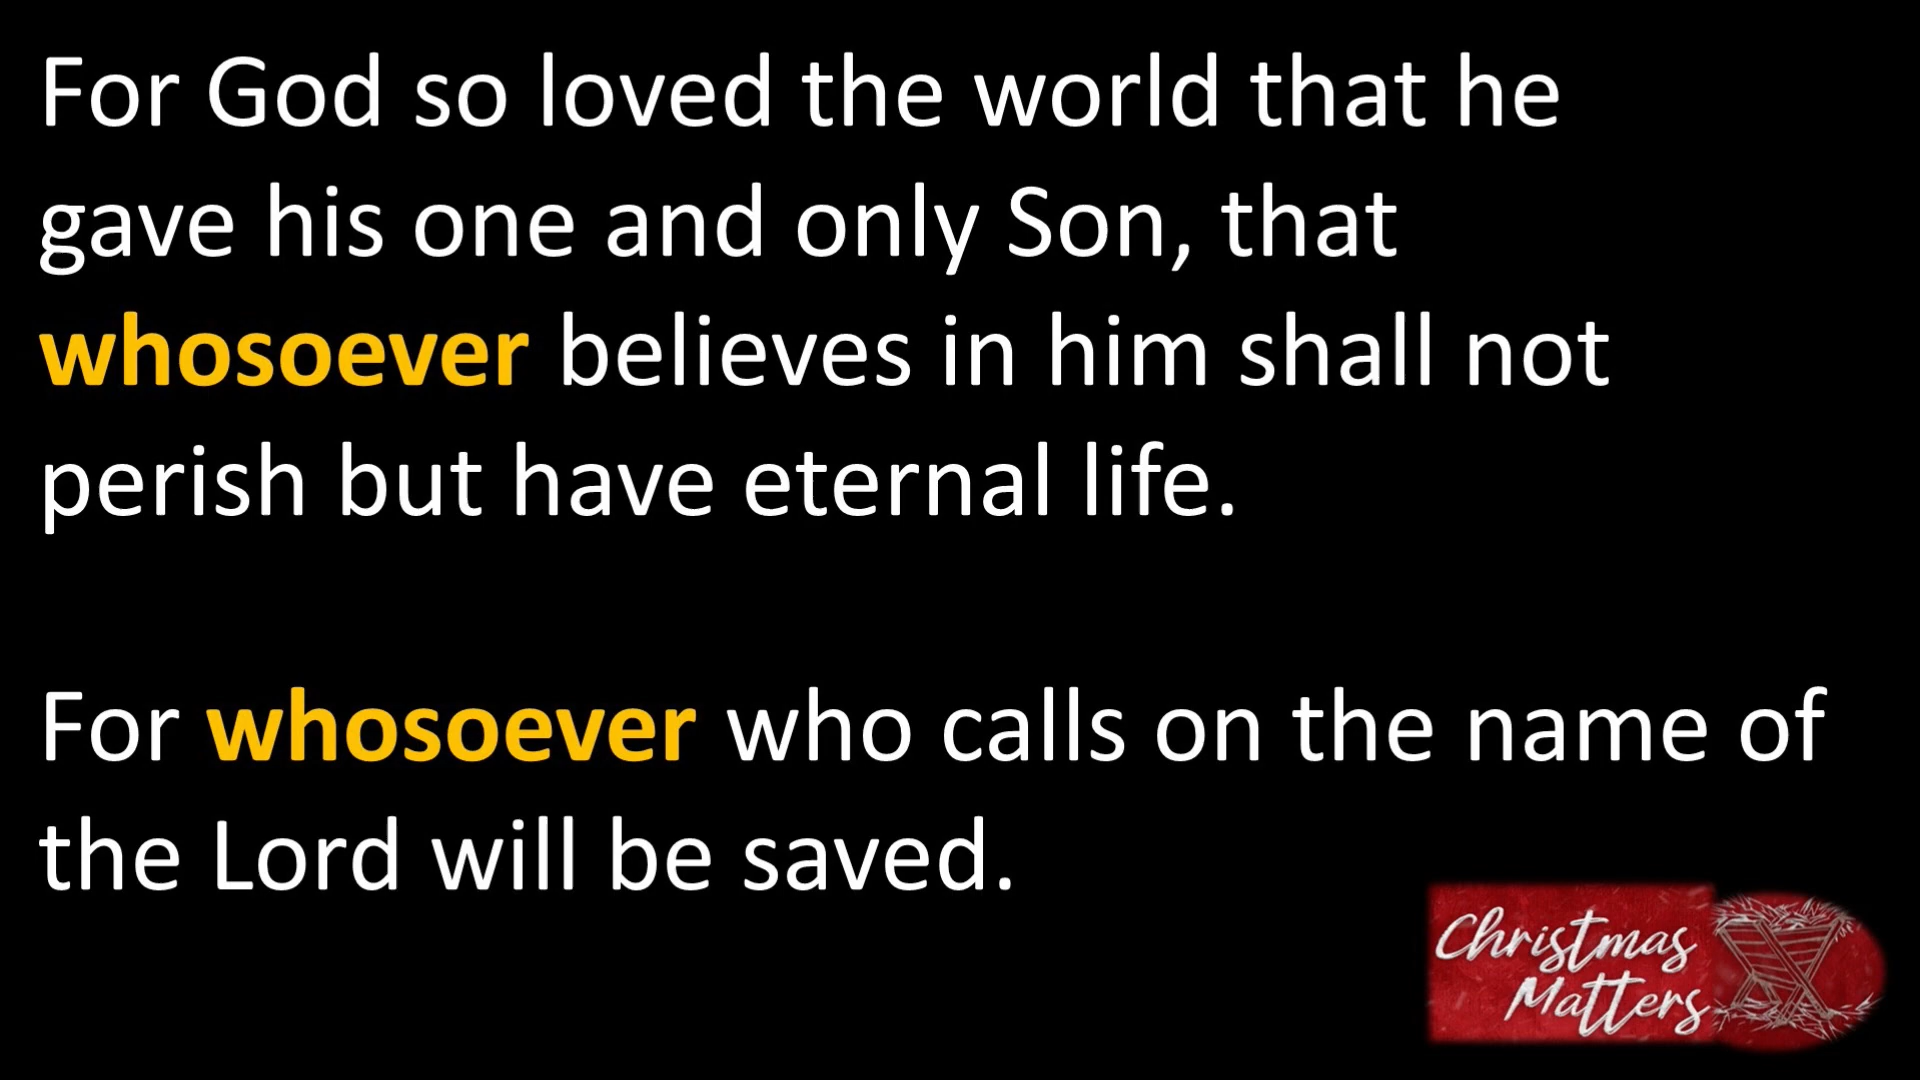 For God so loved the world that he
gave his one and only Son, that
whosoever believes in him shall not
perish but have eternal life.
For whosoever who calls on the name of
the Lord will be saved.
Christmas
Matters